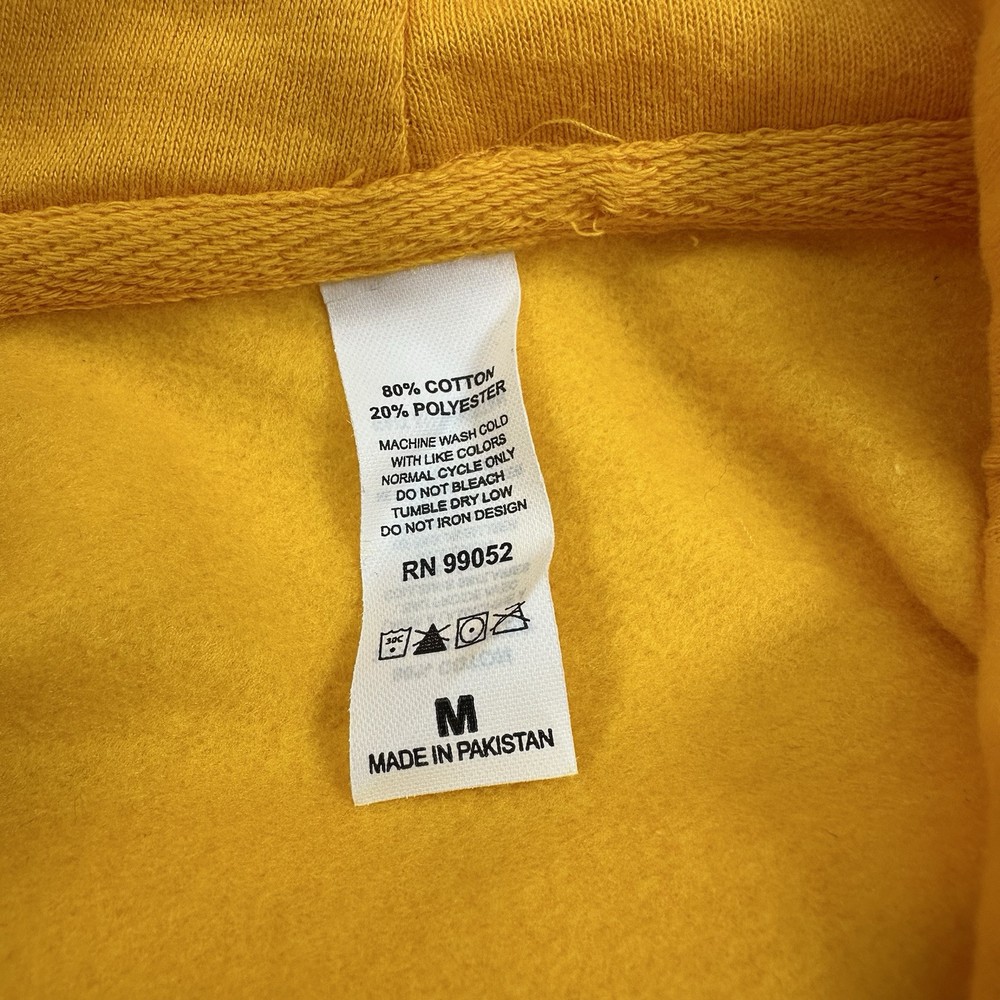 80% COTTON
20% POLYESTER
MACHINE WASH COLD
WITH LIKE COLORS
NORMAL CYCLE ONLY
DO NOT BLEACH
TUMBLE DRY LOW
DO NOT IRON DESIGN
RN 99052
30C
M
MADE IN PAKISTAN